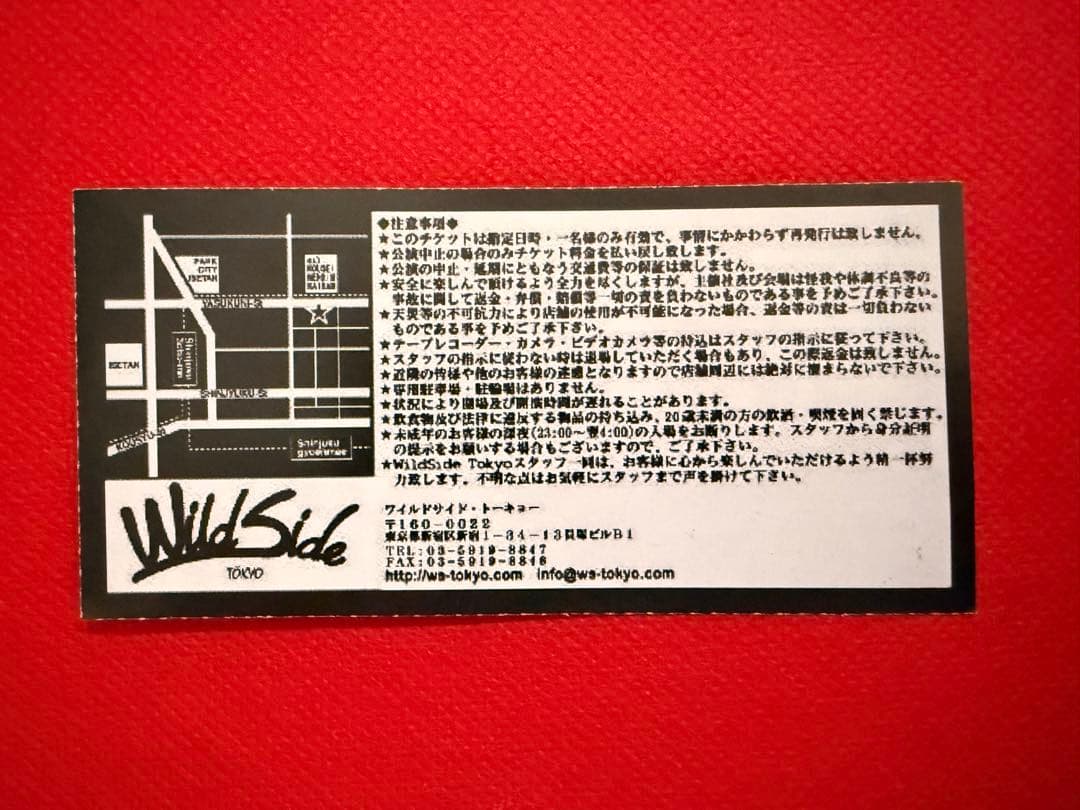 PARK
CITY
ISETAN
YASUKUNI-St
ISETAN
Shinjuku
SHINJYUKU-St
Shinjuku
gyoenmae
Wild Side
TOKYO
◆注意事項◆
★このチケットは指定日時・一名様のみ有効で、事情にかかわらず再発行は致しません。
★公演中止の場合のみチケット料金を払い戻し致します。
★公演の中止・延期にともなう交通費等の保証は致しません。
★安全に楽しんで頂けるよう全力を尽くしますが、主催社及び会場は怪我や体調不良等の
事故に関して返金・弁償・賠償等一切の責を負わないものである事を予めご了承下さい。
★天災等の不可抗力により店舗の使用が不可能になった場合、返金等の責は一切負わない
ものである事を予めご了承下さい。
★テープレコーダー・カメラ・ビデオカメラ等の持込はスタッフの指示に従って下さい。
★スタッフの指示に従わない時は退場していただく場合もあり、この際返金は致しません。
★近隣の皆様や他のお客様の迷惑となりますので店舗周辺には絶対に溜まらないで下さい。
★専用駐車場・駐輪場はありません。
★状況により開場及び開演時間が遅れることがあります。
★飲食物及び法律に違反する物品の持ち込み、20歳未満の方の飲酒・喫煙を固く禁じます。
★未成年のお客様の深夜(23:00～翌4:00)の入場をお断りします。スタッフから身分証明
の提示をお願いする場合もございますので、ご了承下さい。
★WildSide Tokyoスタッフ一同は、お客様に心から楽しんでいただけるよう精一杯努
力致します。不明な点はお気軽にスタッフまで声を掛けて下さい。
ワイルドサイド・トーキョー
〒160-0022
東京都新宿区新宿1-34-13貝塚ビルB1
TEL:03-5919-8847
FAX:03-5919-8848
http://ws-tokyo.com info@ws-tokyo.com